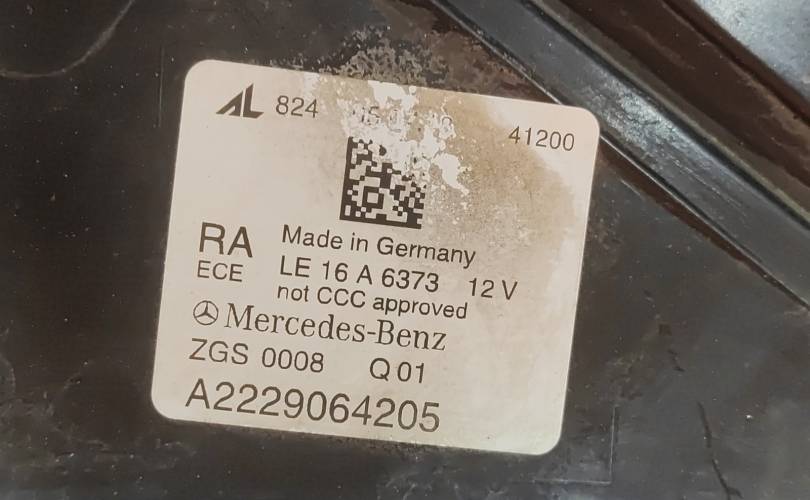 AL 824 41200
RA Made in Germany
ECE LE 16 A 6373 12 V
not CCC approved
Mercedes-Benz
ZGS 0008 Q 01
A2229064205